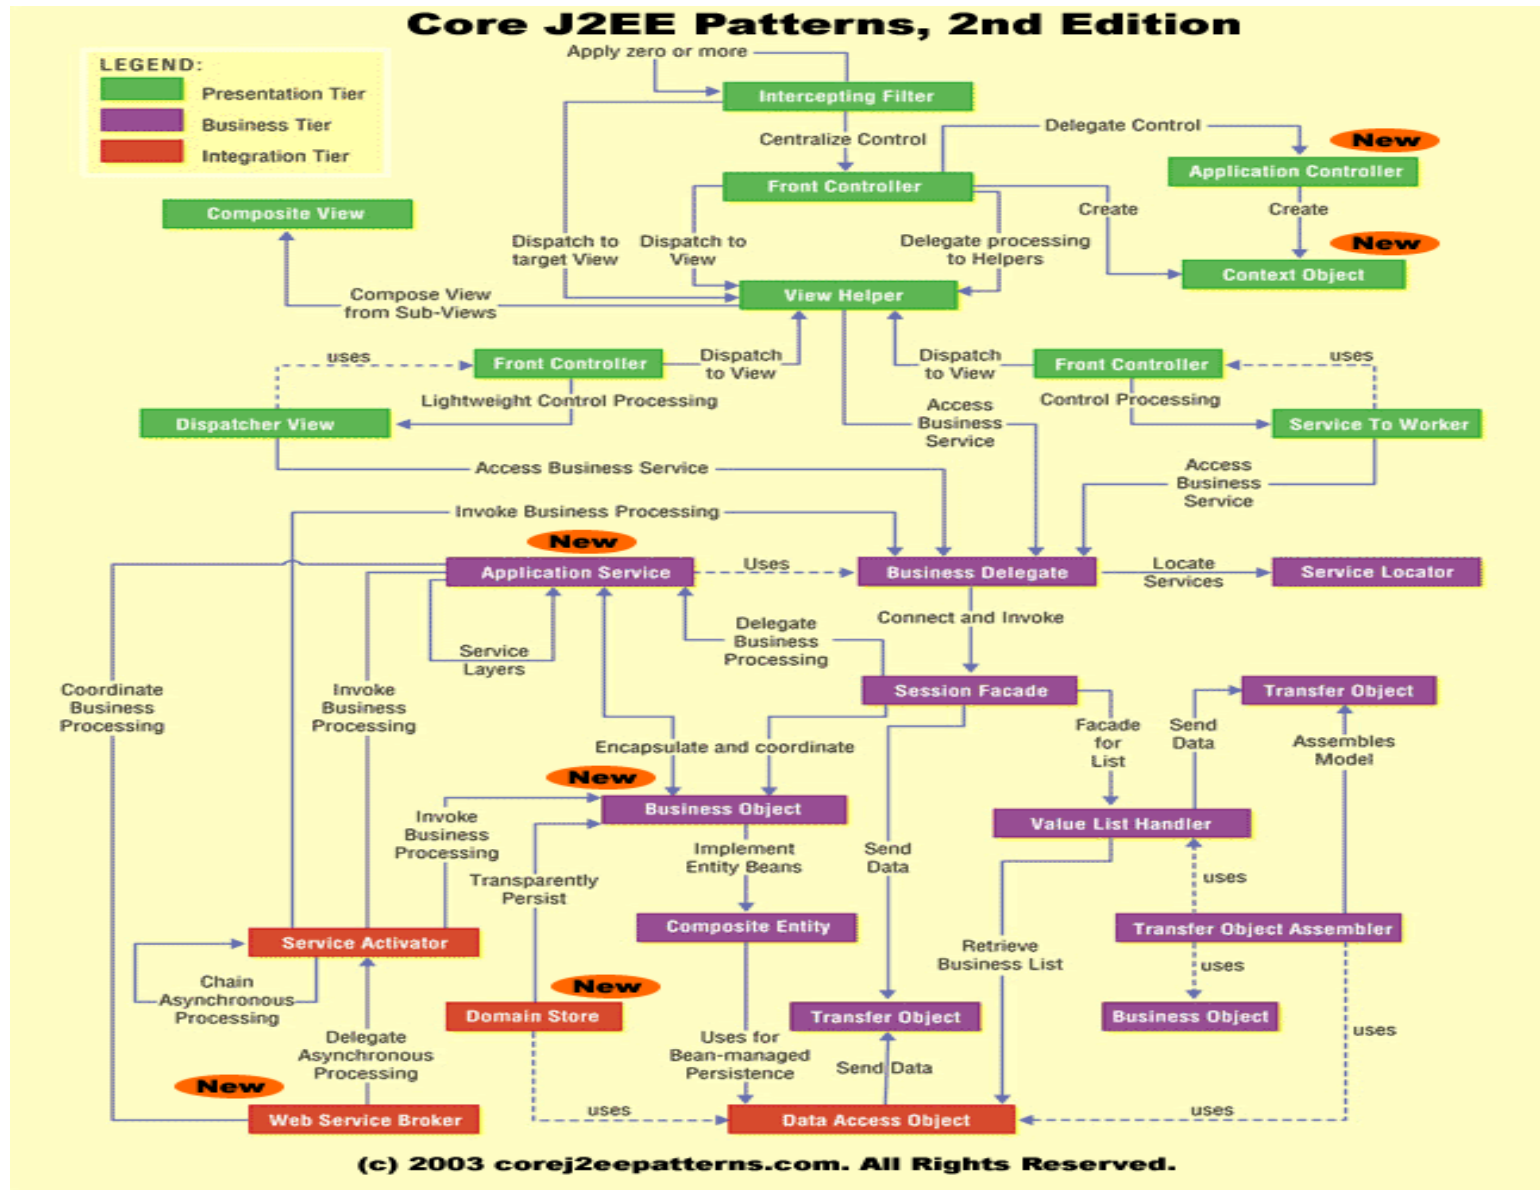 Core J2EE Patterns, 2nd Edition
LEGEND:
Presentation Tier
Business Tier
Integration Tier
Apply zero or more
Intercepting Filter
Centralize Control
Delegate Control
New
Application Controller
Front Controller
Composite View
Create
Create
Dispatch to
target View
Dispatch to
View
Delegate processing
to Helpers
New
Context Object
View Helper
Compose View
from Sub-Views
uses
Front Controller
Dispatch
to View
Dispatch
to View
Front Controller
uses
Lightweight Control Processing
Control Processing
Dispatcher View
Access
Business
Service
Service To Worker
Access Business Service
Access
Business
Service
Invoke Business Processing
New
Application Service
Uses
Business Delegate
Locate
Services
Service Locator
Connect and Invoke
Service
Layers
Delegate
Business
Processing
Coordinate
Business
Processing
Invoke
Business
Processing
Session Facade
Transfer Object
Encapsulate and coordinate
Facade
for
List
Send
Data
Assembles
Model
New
Business Object
Value List Handler
Invoke
Business
Processing
Implement
Entity Beans
Send
Data
Transparently
Persist
uses
Composite Entity
Transfer Object Assembler
Service Activator
Retrieve
Business List
uses
Chain
Asynchronous
Processing
New
Domain Store
Transfer Object
Business Object
Delegate
Asynchronous
Processing
Uses for
Bean-managed
Persistence
Send Data
uses
New
Web Service Broker
uses
Data Access Object
uses
(c) 2003 corej2eepatterns.com. All Rights Reserved.